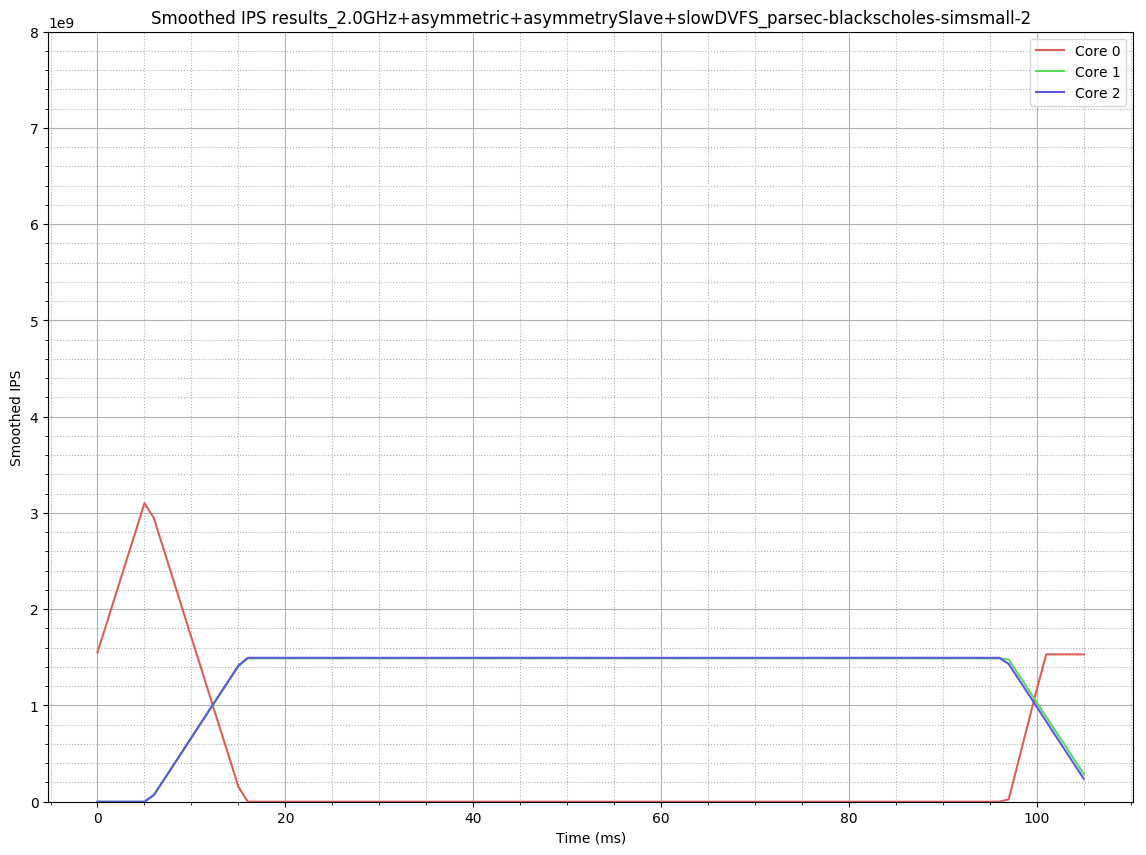 Smoothed IPS results_2.0GHz+asymmetric+asymmetrySlave+slowDVFS_parsec-blackscholes-simsmall-2
1e9
8
7
6
5
4
3
2
1
0
Smoothed IPS
Core 0
Core 1
Core 2
0 20 40 60 80 100
Time (ms)